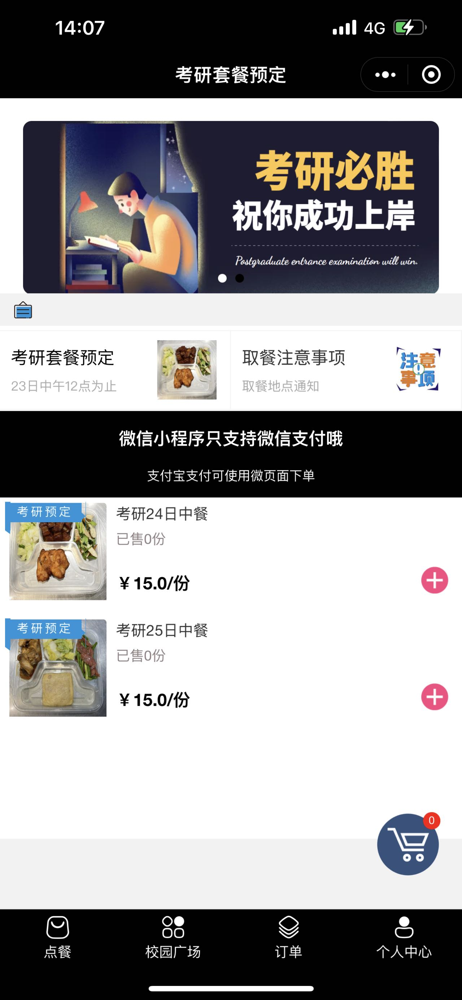 14:07
4G
考研套餐预定
考研必胜
祝你成功上岸
Postgraduate entrance examination will win.
考研套餐预定
23日中午12点为止
取餐注意事项
取餐地点通知
注意
事项
微信小程序只支持微信支付哦
支付宝支付可使用微页面下单
考研预定
考研24日中餐
已售0份
¥ 15.0/份
考研预定
考研25日中餐
已售0份
¥ 15.0/份
0
点餐
校园广场
订单
个人中心